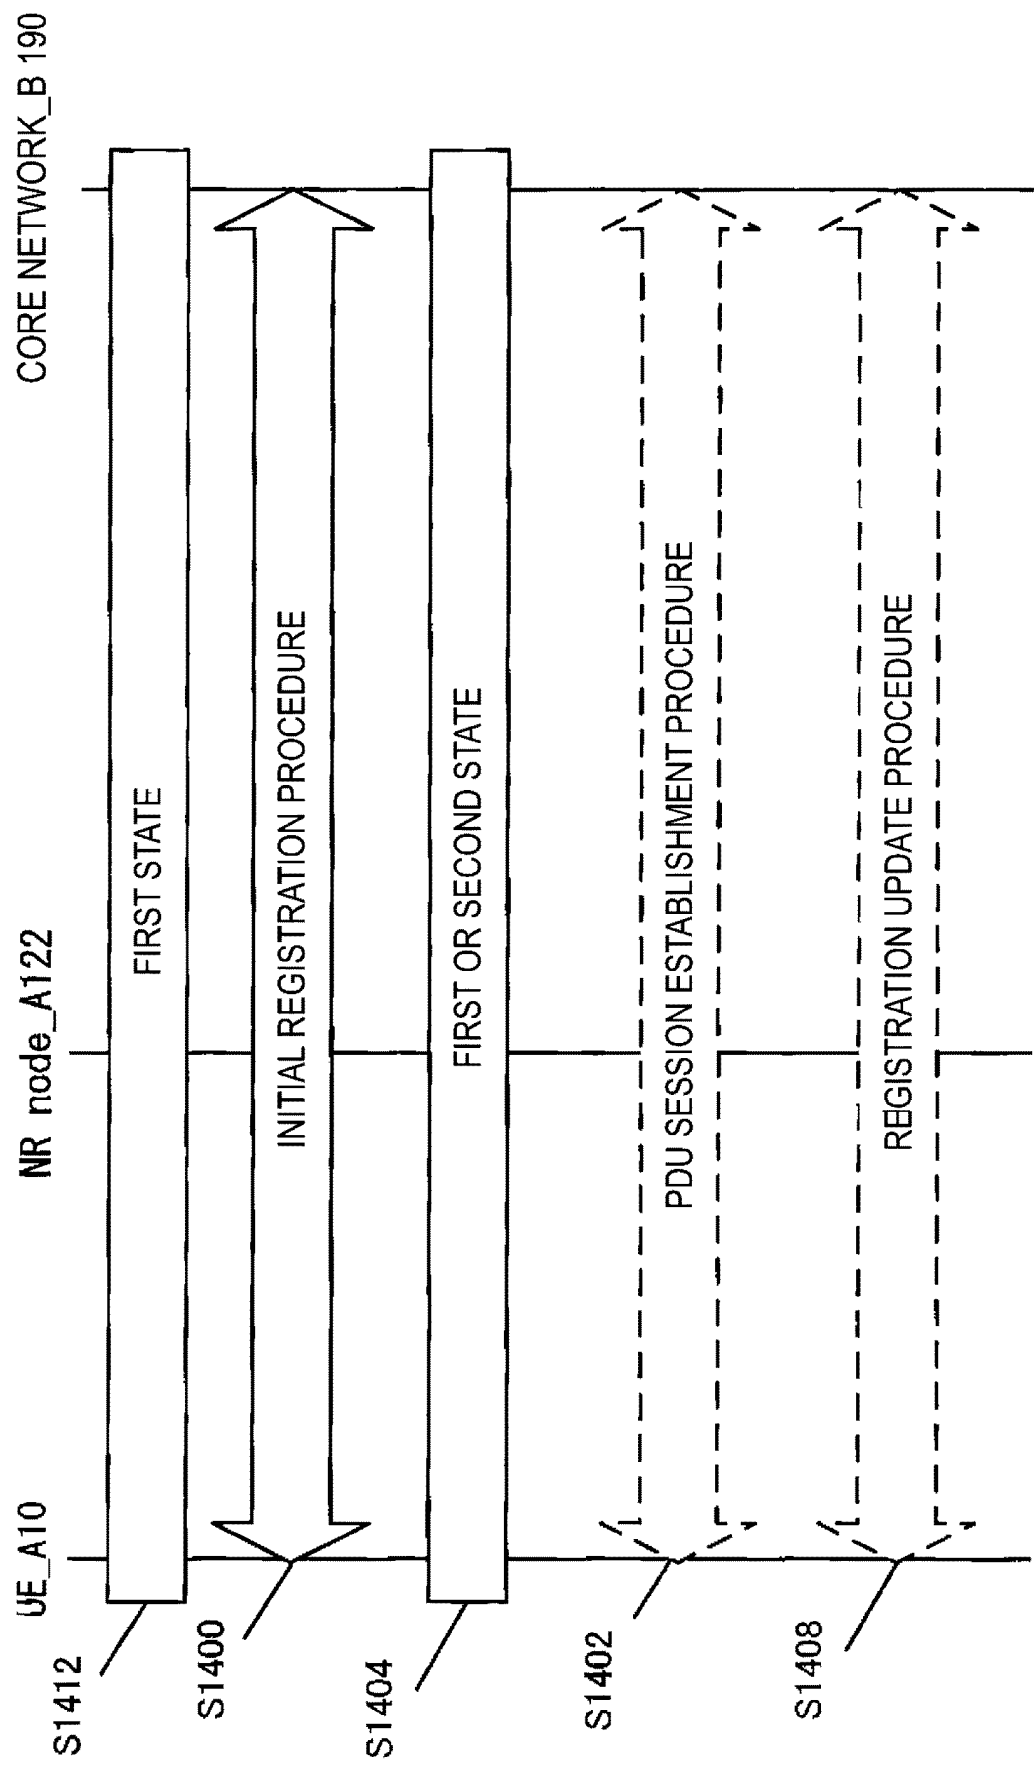 UE_A10
NR node_A122
CORE NETWORK_B 190
S1412
FIRST STATE
S1400
INITIAL REGISTRATION PROCEDURE
S1404
FIRST OR SECOND STATE
S1402
PDU SESSION ESTABLISHMENT PROCEDURE
S1408
REGISTRATION UPDATE PROCEDURE